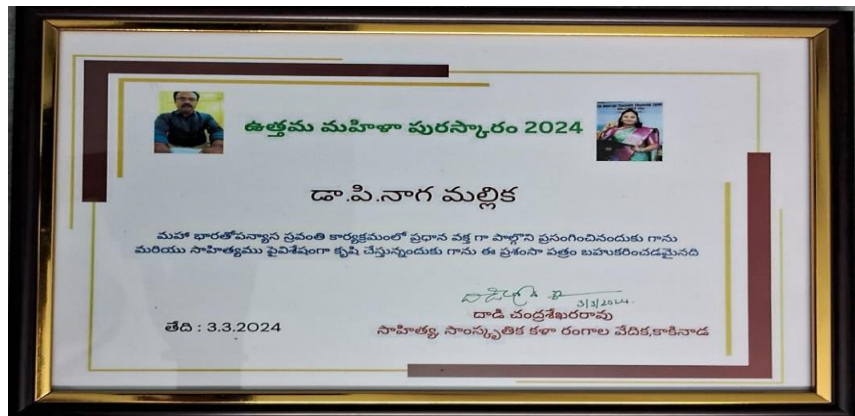 ఉత్తమ మహిళా పురస్కారం 2024
డా.పి.నాగ మల్లిక
మహా భారతోపన్యాస స్రవంతి కార్యక్రమంలో ప్రధాన వక్త గా పాల్గొని ప్రసంగించినందుకు గాను
మరియు సాహిత్యము పైవిశేషంగా కృషి చేస్తున్నందుకు గాను ఈ ప్రశంసా పత్రం బహుకరించడమైనది
3/3/2024.
దాడి చంద్రశేఖరరావు
తేది : 3.3.2024
సాహిత్య, సాంస్కృతిక కళా రంగాల వేదిక,కాకినాడ